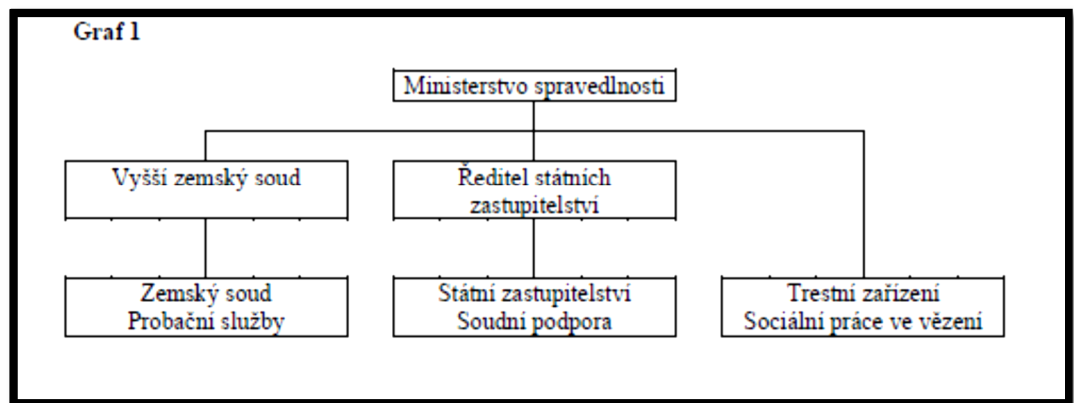 Graf 1
Ministerstvo spravedlnosti
Vyšší zemský soud
Ředitel státních
zastupitelství
Zemský soud
Probační služby
Státní zastupitelství
Soudní podpora
Trestní zařízení
Sociální práce ve vězení